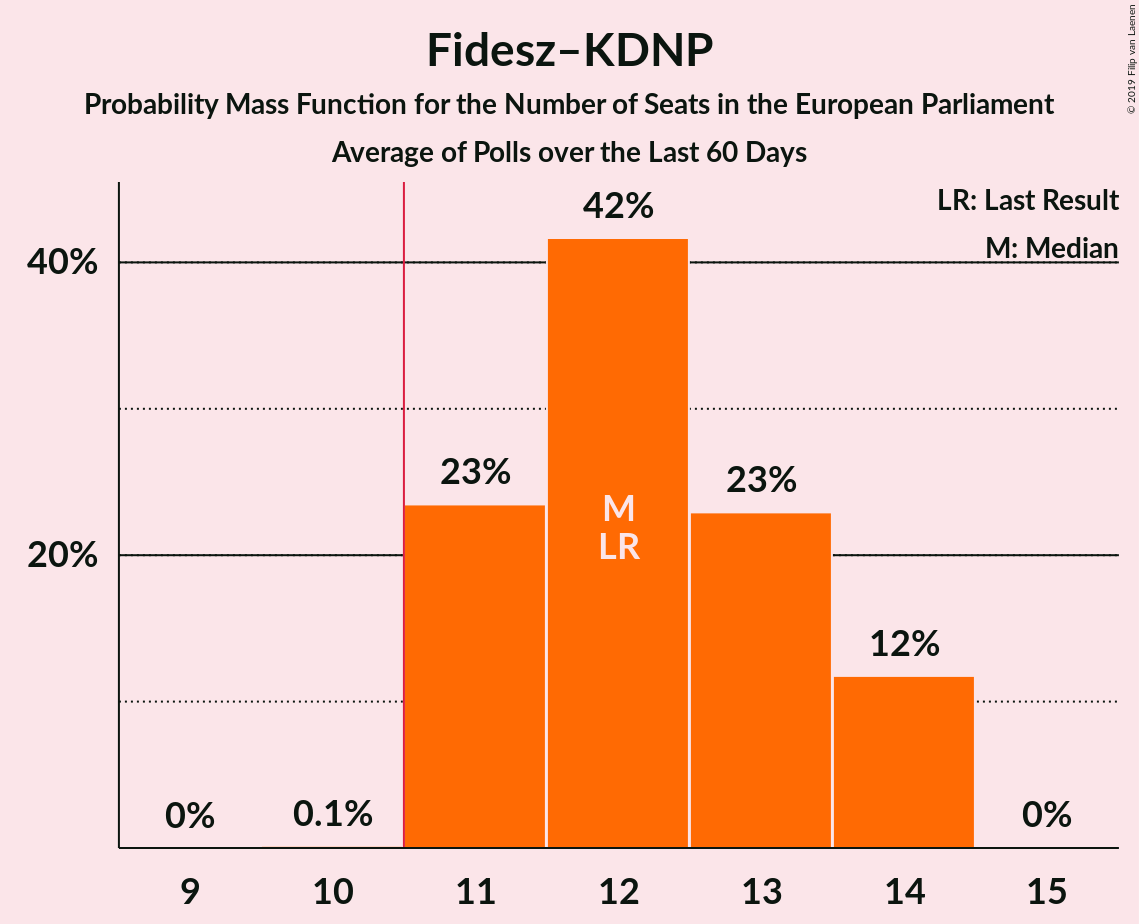 Fidesz–KDNP
Probability Mass Function for the Number of Seats in the European Parliament
Average of Polls over the Last 60 Days
© 2019 Filip van Laenen
LR: Last Result
M: Median
40%
20%
0%
0.1%
23%
42%
23%
12%
0%
M
LR
9
10
11
12
13
14
15